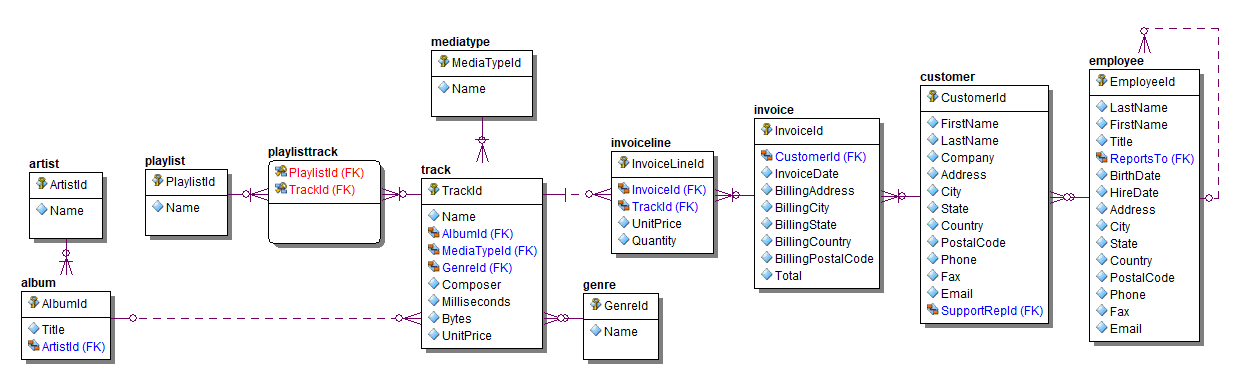 artist
ArtistId
Name
album
AlbumId
Title
ArtistId (FK)
playlist
PlaylistId
Name
playlisttrack
PlaylistId (FK)
TrackId (FK)
mediatype
MediaTypeId
Name
track
TrackId
Name
AlbumId (FK)
MediaTypeId (FK)
GenreId (FK)
Composer
Milliseconds
Bytes
UnitPrice
genre
GenreId
Name
invoiceline
InvoiceLineId
InvoiceId (FK)
TrackId (FK)
UnitPrice
Quantity
invoice
InvoiceId
CustomerId (FK)
InvoiceDate
BillingAddress
BillingCity
BillingState
BillingCountry
BillingPostalCode
Total
customer
CustomerId
FirstName
LastName
Company
Address
City
State
Country
PostalCode
Phone
Fax
Email
SupportRepId (FK)
employee
EmployeeId
LastName
FirstName
Title
ReportsTo (FK)
BirthDate
HireDate
Address
City
State
Country
PostalCode
Phone
Fax
Email